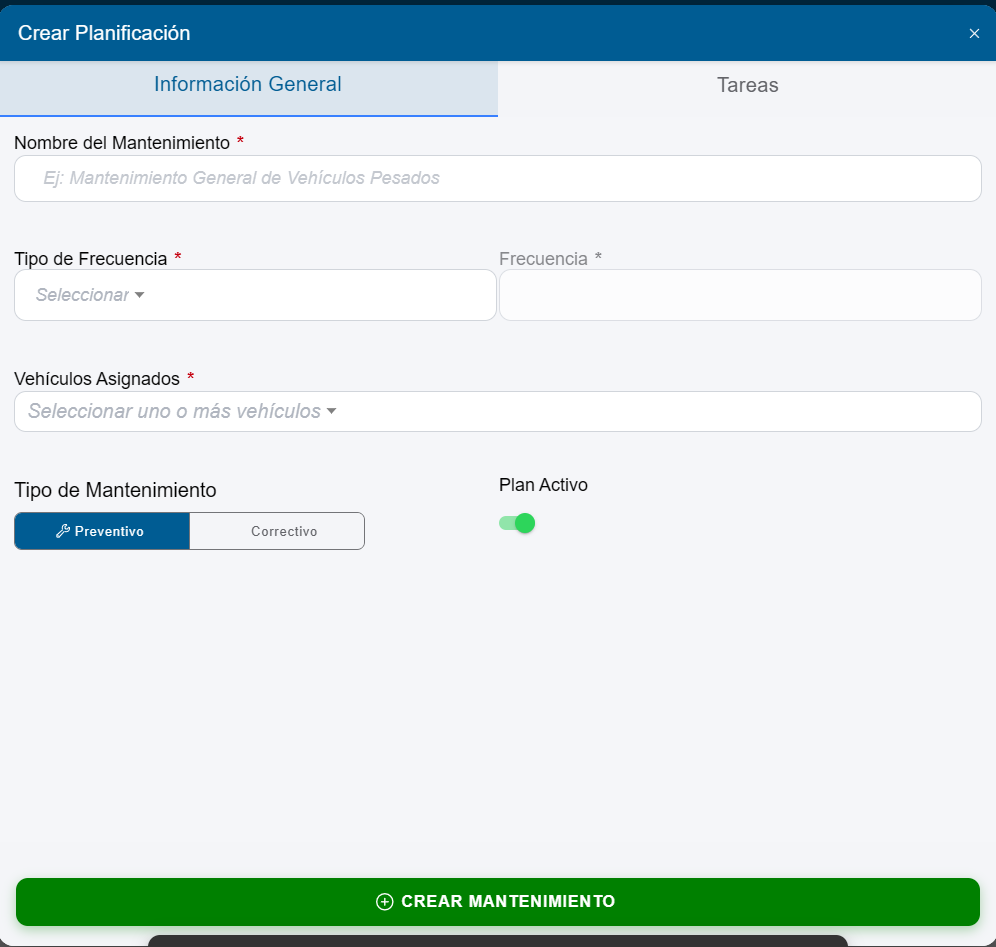 Crear Planificación
Información General
Tareas
Nombre del Mantenimiento *
Ej: Mantenimiento General de Vehículos Pesados
Tipo de Frecuencia *
Frecuencia *
Seleccionar
Vehículos Asignados *
Seleccionar uno o más vehículos
Tipo de Mantenimiento
Plan Activo
Preventivo
Correctivo
CREAR MANTENIMIENTO